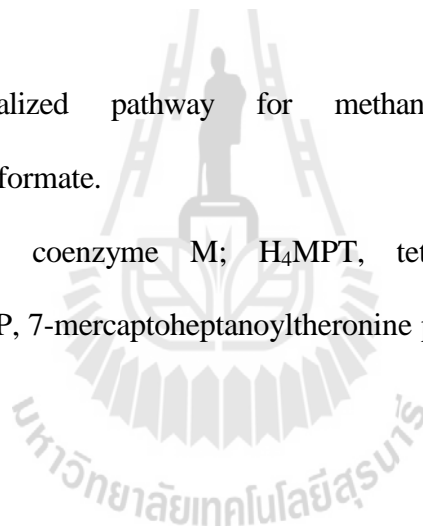 alized pathway for methan
formate.
coenzyme M; H₄MPT, tet
P, 7-mercaptoheptanoyltheronine p
มหาวิทยาลัยเทคโนโลยีสุรนารี